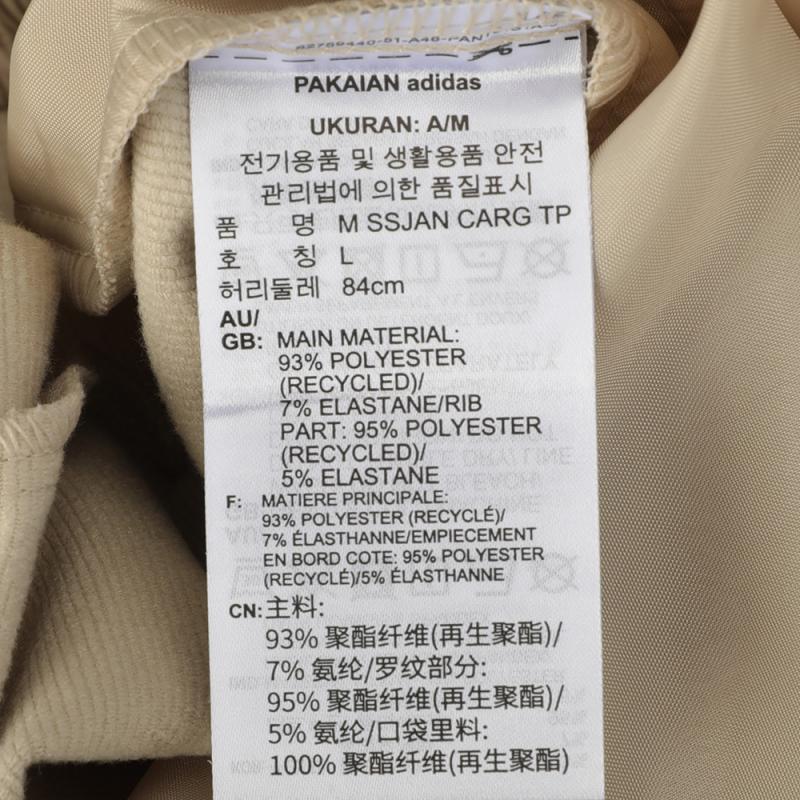 PAKAIAN adidas
UKURAN: A/M
전기용품 및 생활용품 안전
관리법에 의한 품질표시
품 명 M SSJAN CARG TP
호 칭 L
허리둘레 84cm
AU/
GB: MAIN MATERIAL:
93% POLYESTER
(RECYCLED)/
7% ELASTANE/RIB
PART: 95% POLYESTER
(RECYCLED)/
5% ELASTANE
F: MATIERE PRINCIPALE:
93% POLYESTER (RECYCLÉ)/
7% ÉLASTHANNE/EMPIECEMENT
EN BORD COTE: 95% POLYESTER
(RECYCLÉ)/5% ÉLASTHANNE
CN: 主料:
93% 聚酯纤维(再生聚酯)/
7% 氨纶/罗纹部分:
95% 聚酯纤维(再生聚酯)/
5% 氨纶/口袋里料:
100% 聚酯纤维(再生聚酯)